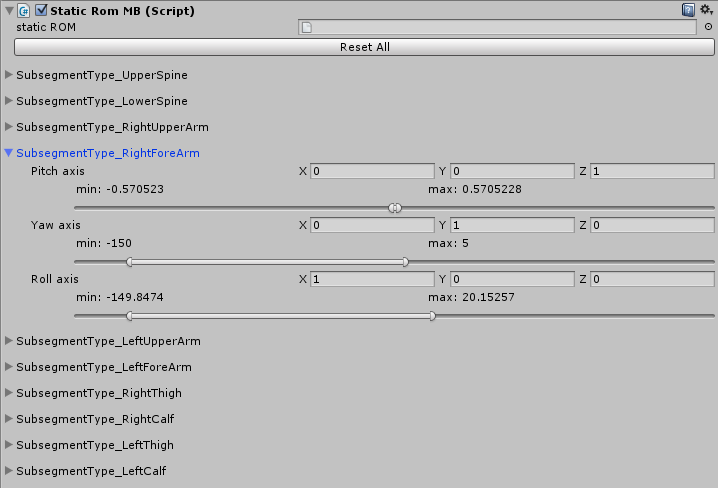 Static Rom MB (Script)
static ROM
Reset All
SubsegmentType_UpperSpine
SubsegmentType_LowerSpine
SubsegmentType_RightUpperArm
SubsegmentType_RightForeArm
Pitch axis X 0 Y 0 Z 1
min: -0.570523 max: 0.5705228
Yaw axis X 0 Y 1 Z 0
min: -150 max: 5
Roll axis X 1 Y 0 Z 0
min: -149.8474 max: 20.15257
SubsegmentType_LeftUpperArm
SubsegmentType_LeftForeArm
SubsegmentType_RightThigh
SubsegmentType_RightCalf
SubsegmentType_LeftThigh
SubsegmentType_LeftCalf